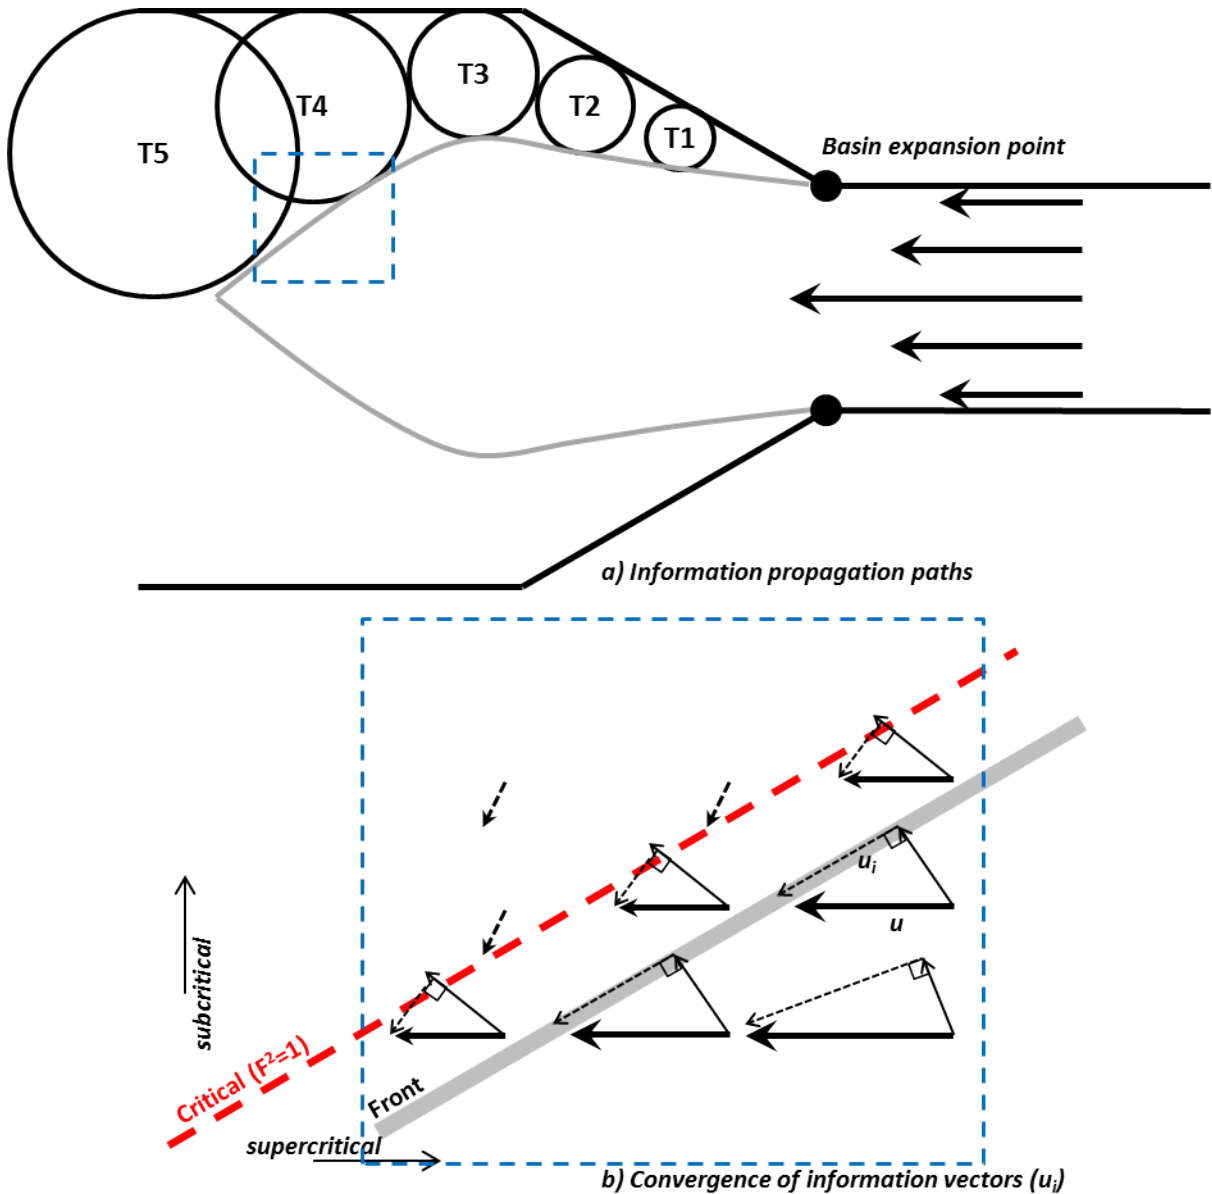 T5
T4
T3
T2
T1
Basin expansion point
a) Information propagation paths
uᵢ
u
subcritical
Critical (F²=1)
Front
supercritical
b) Convergence of information vectors (uᵢ)